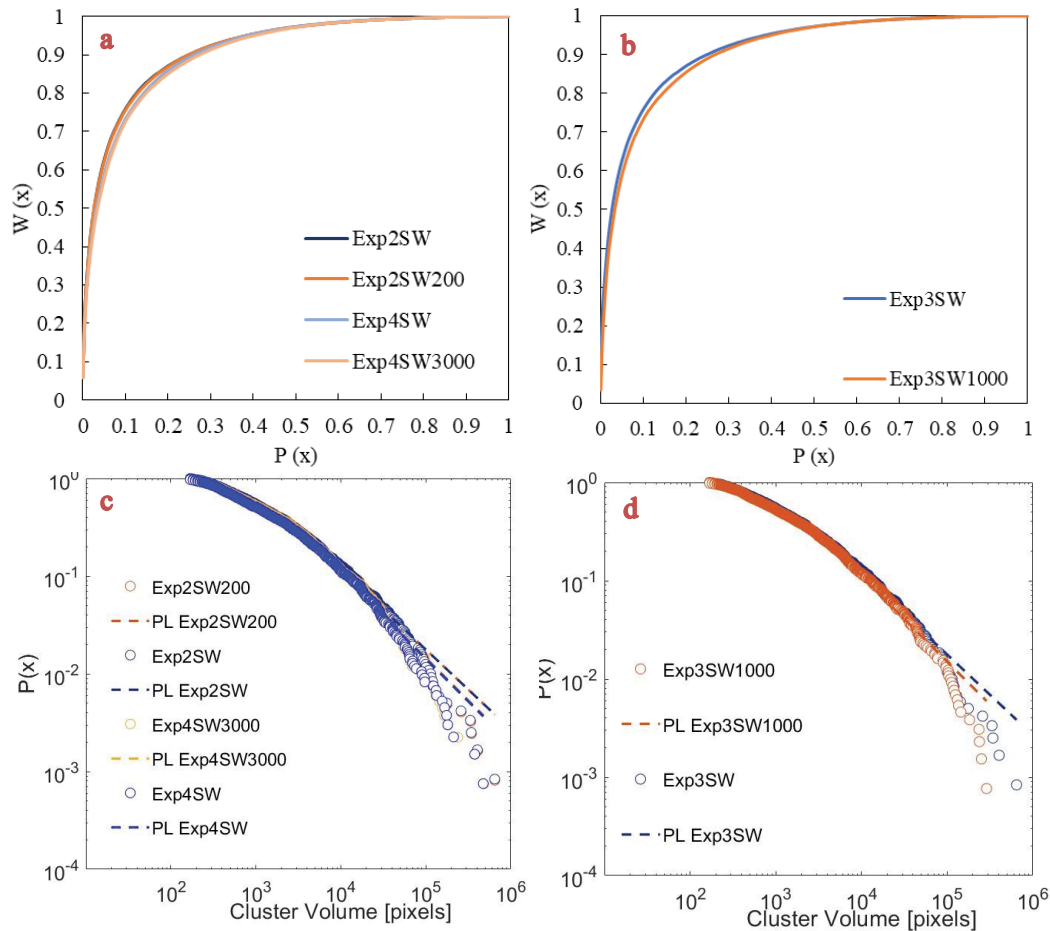 a
1
0.9
0.8
0.7
0.6
0.5
0.4
0.3
0.2
0.1
0
W (x)
Exp2SW
Exp2SW200
Exp4SW
Exp4SW3000
0 0.1 0.2 0.3 0.4 0.5 0.6 0.7 0.8 0.9 1
P (x)
b
1
0.9
0.8
0.7
0.6
0.5
0.4
0.3
0.2
0.1
0
W (x)
Exp3SW
Exp3SW1000
0 0.1 0.2 0.3 0.4 0.5 0.6 0.7 0.8 0.9 1
P (x)
c
10^0
10^-1
10^-2
10^-3
10^-4
P(x)
Exp2SW200
PL Exp2SW200
Exp2SW
PL Exp2SW
Exp4SW3000
PL Exp4SW3000
Exp4SW
PL Exp4SW
10^2 10^3 10^4 10^5 10^6
Cluster Volume [pixels]
d
10^0
10^-1
10^-2
10^-3
10^-4
P(x)
Exp3SW1000
PL Exp3SW1000
Exp3SW
PL Exp3SW
10^2 10^3 10^4 10^5 10^6
Cluster Volume [pixels]